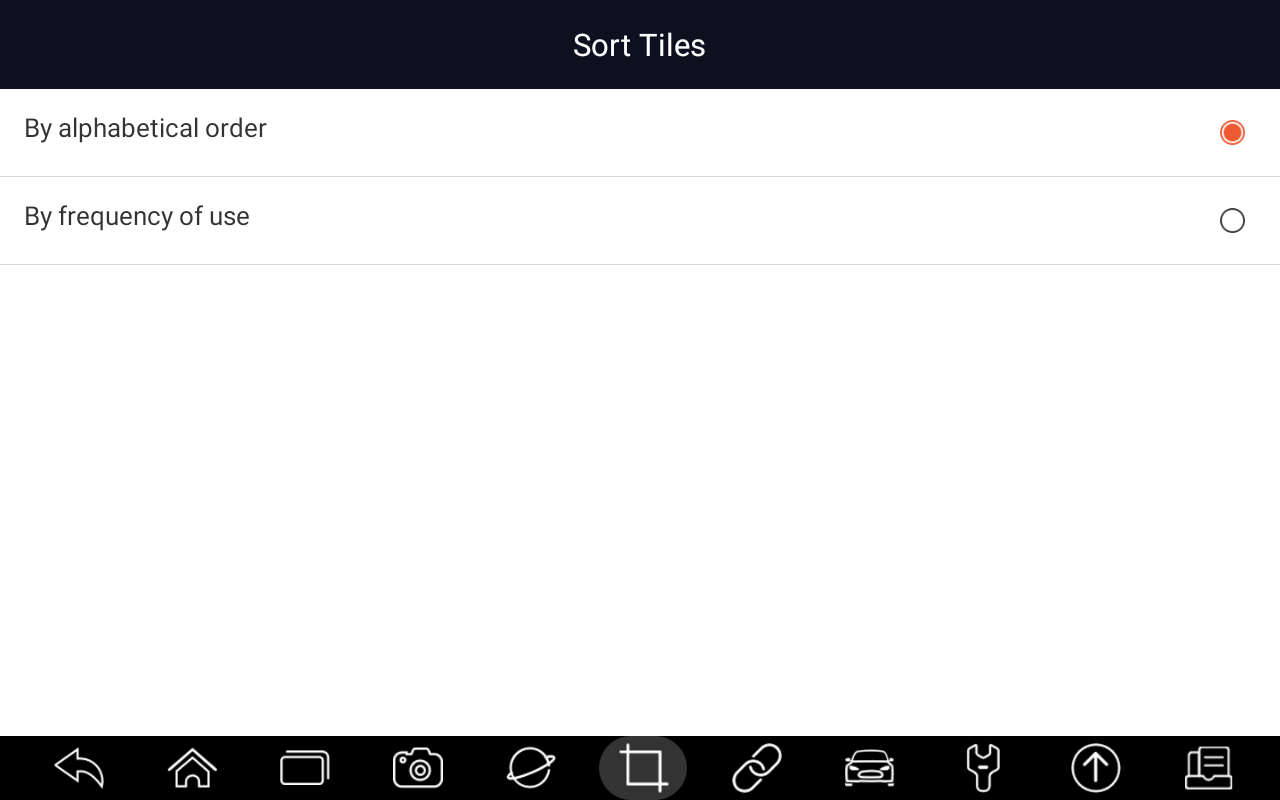 Sort Tiles
By alphabetical order
By frequency of use